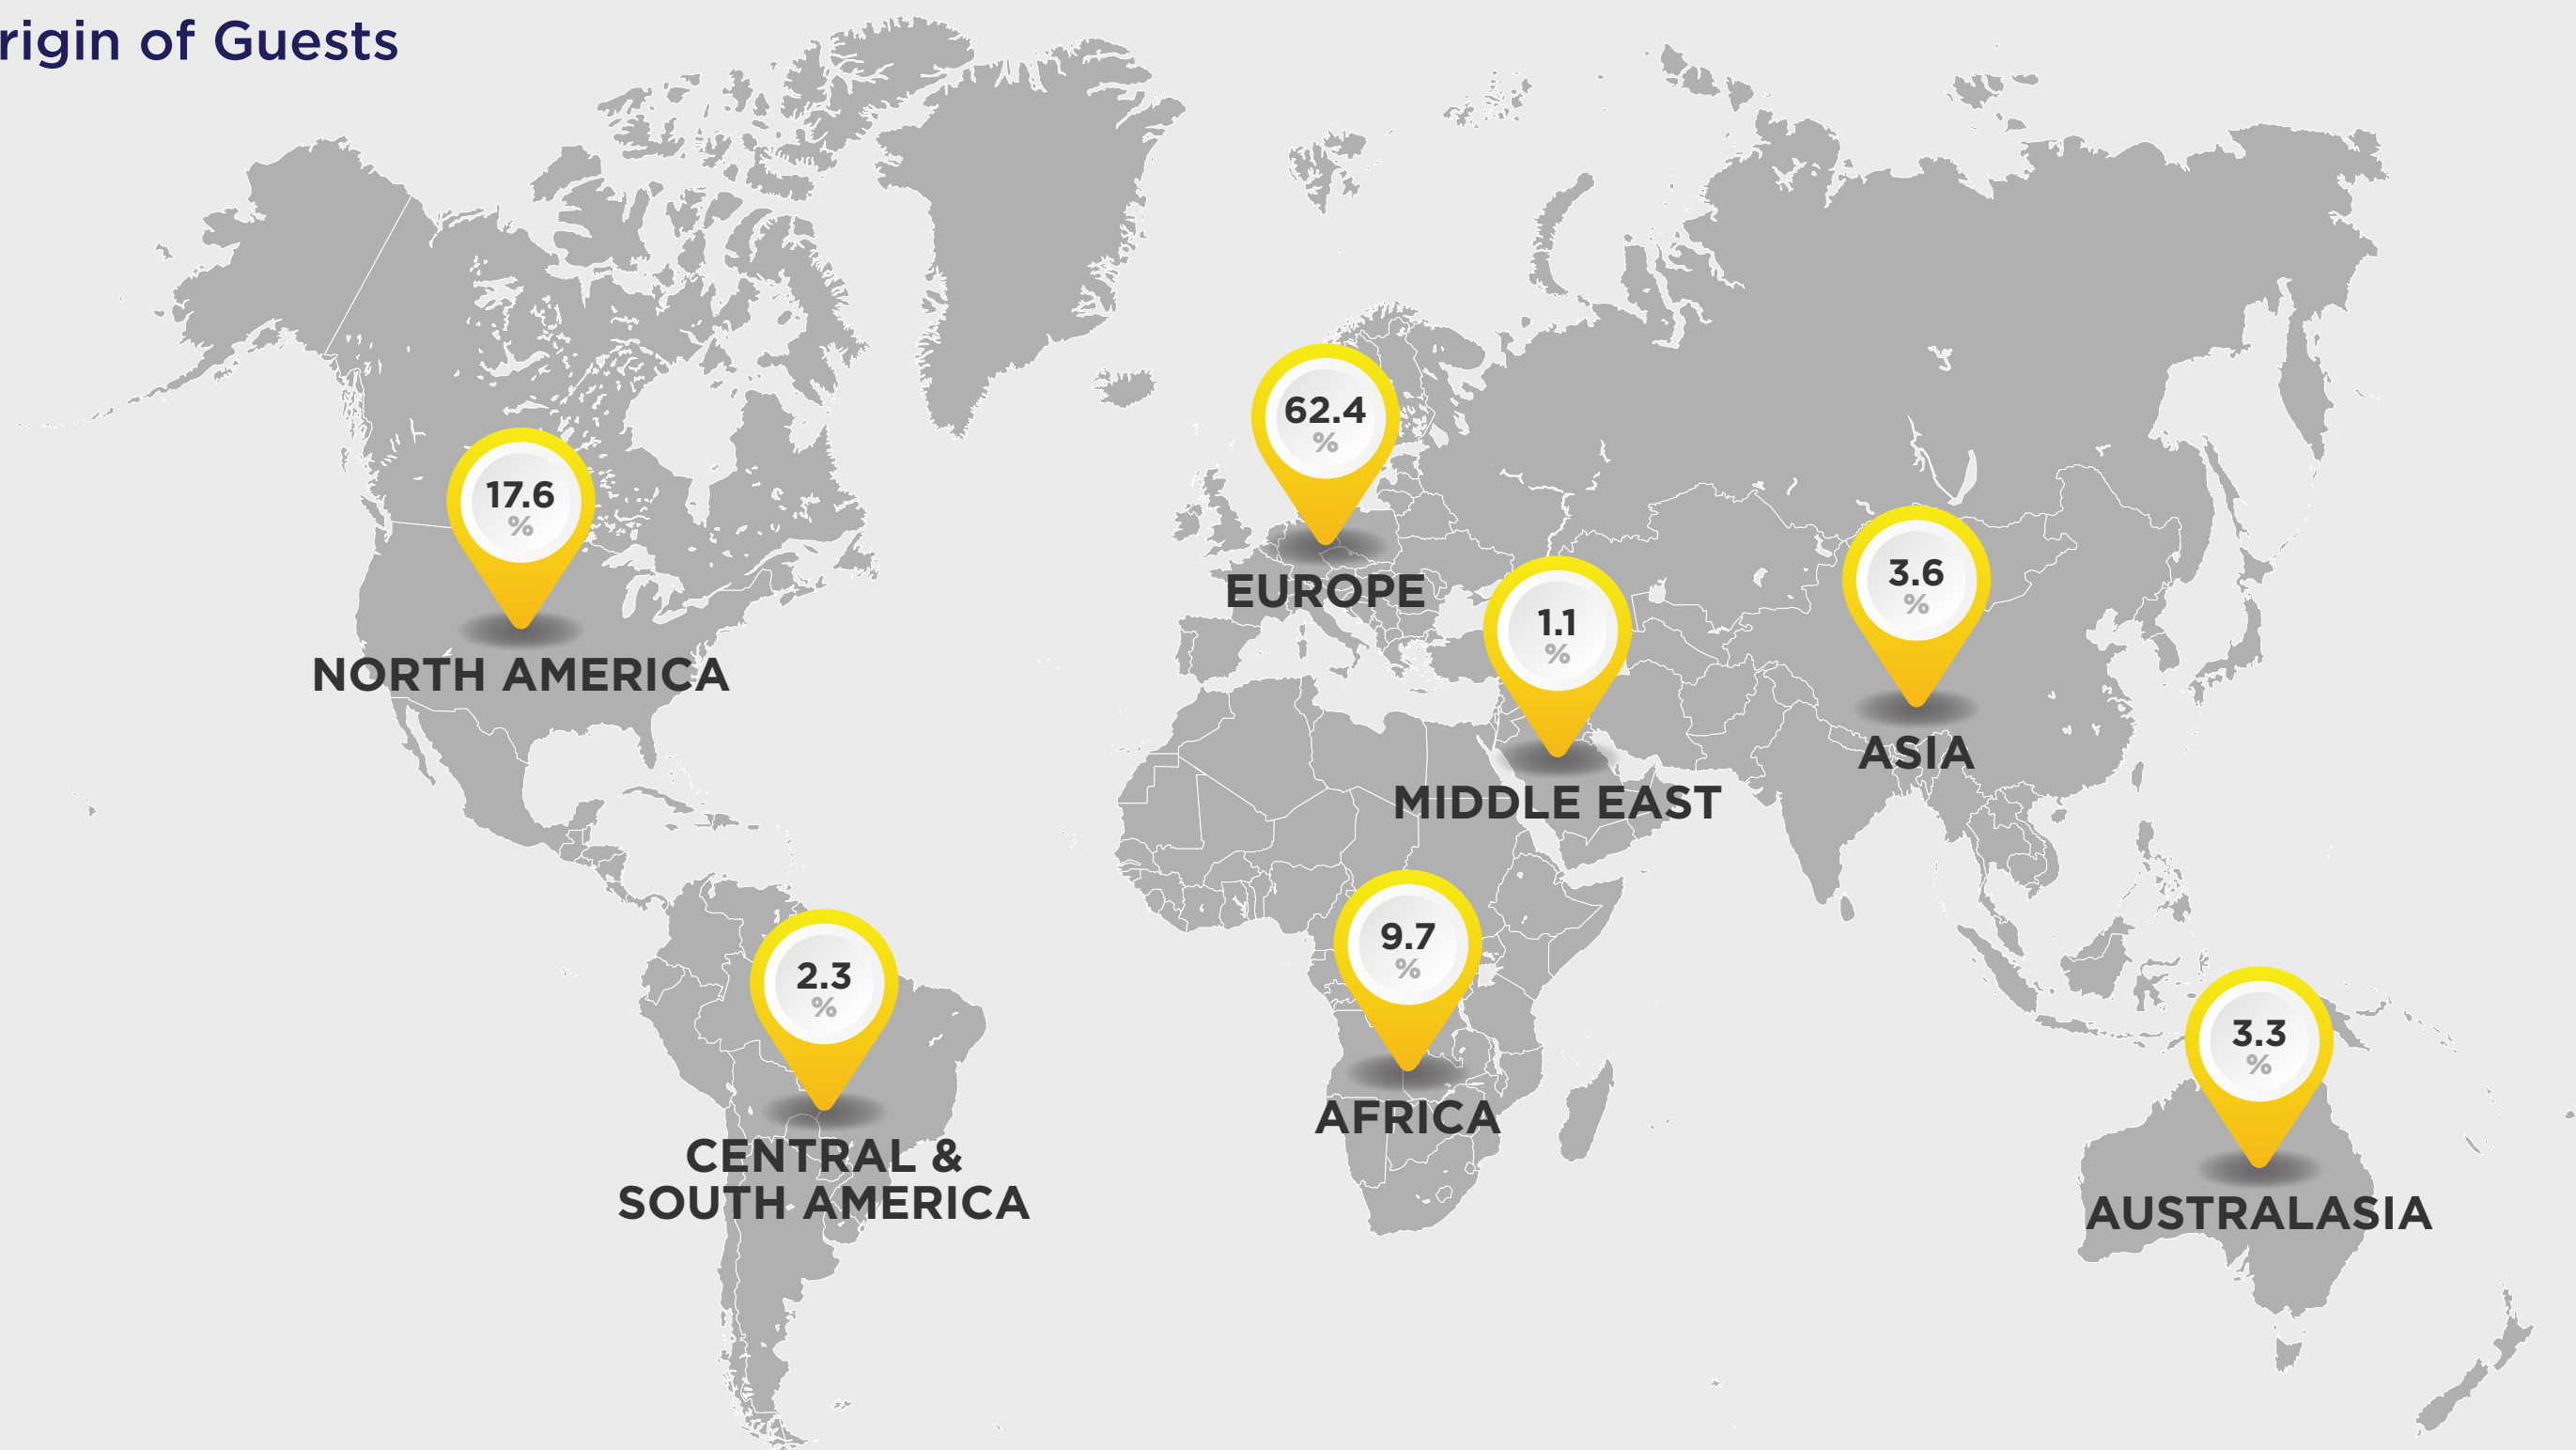 rigin of Guests
62.4
%
EUROPE
17.6
%
NORTH AMERICA
3.6
%
ASIA
1.1
%
MIDDLE EAST
9.7
%
AFRICA
2.3
%
CENTRAL &
SOUTH AMERICA
3.3
%
AUSTRALASIA